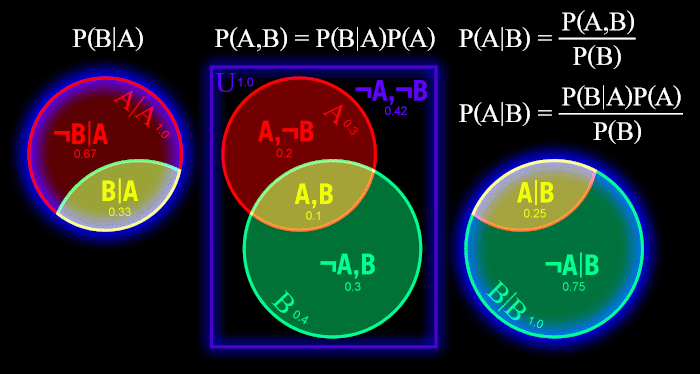 P(B|A)
¬B|A
0.67
B|A
0.33
A|A 1.0
P(A,B) = P(B|A)P(A)
U 1.0
¬A,¬B
0.42
A 0.3
A,¬B
0.2
A,B
0.1
¬A,B
0.3
B 0.4
P(A|B) = P(A,B)
P(B)
P(A|B) = P(B|A)P(A)
P(B)
A|B
0.25
¬A|B
0.75
B|B 1.0